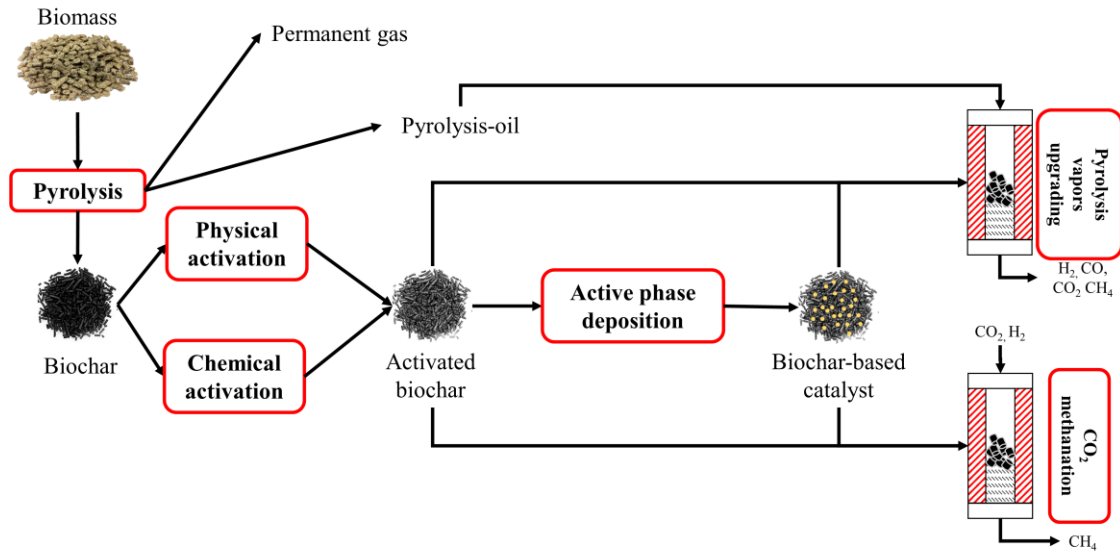 Biomass
Permanent gas
Pyrolysis-oil
Pyrolysis
Physical
activation
Chemical
activation
Biochar
Activated
biochar
Active phase
deposition
Biochar-based
catalyst
Pyrolysis
vapors
upgrading
H₂, CO,
CO₂ CH₄
CO₂, H₂
CO₂
methanation
CH₄